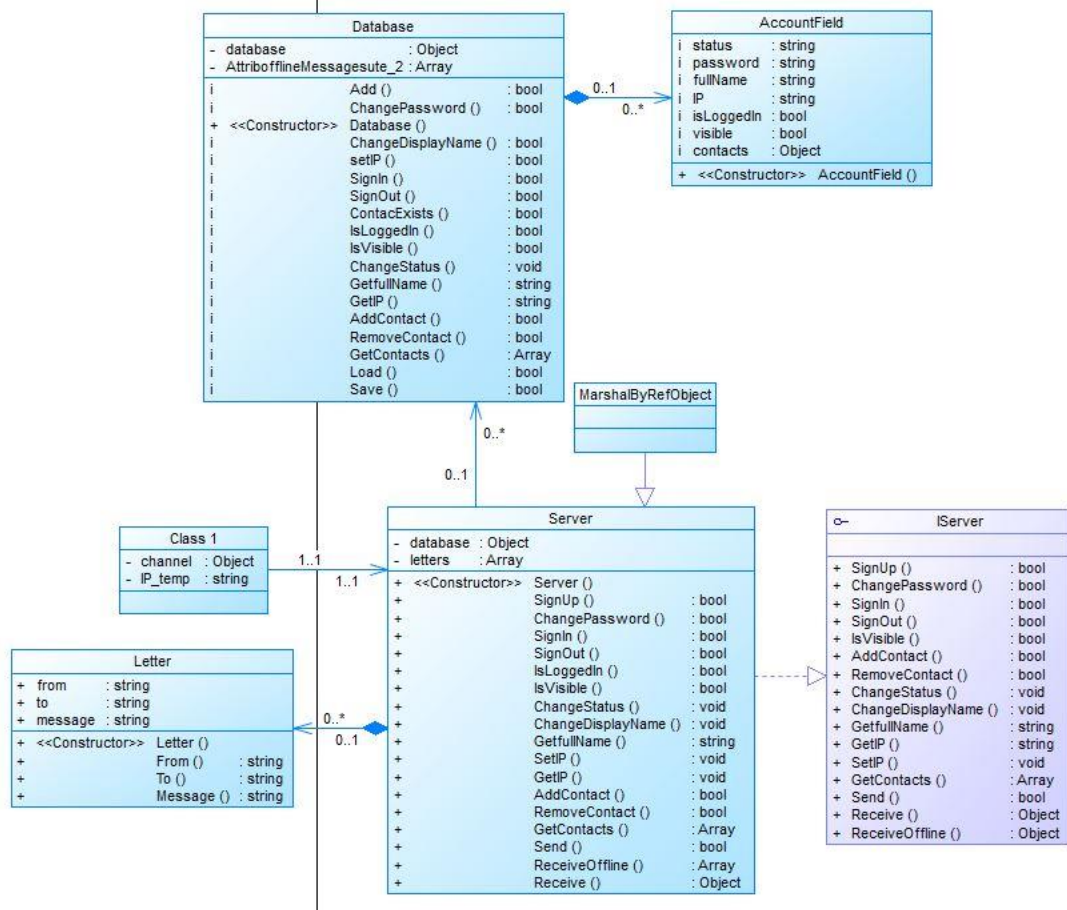 Database
- database : Object
- AttribofflineMessagesute_2 : Array
i Add () : bool
i ChangePassword () : bool
+ <<Constructor>> Database ()
i ChangeDisplayName () : bool
i setIP () : bool
i SignIn () : bool
i SignOut () : bool
i ContacExists () : bool
i IsLoggedIn () : bool
i IsVisible () : bool
i ChangeStatus () : void
i GetfullName () : string
i GetIP () : string
i AddContact () : bool
i RemoveContact () : bool
i GetContacts () : Array
i Load () : bool
i Save () : bool
0..1
0..*
AccountField
i status : string
i password : string
i fullName : string
i IP : string
i isLoggedIn : bool
i visible : bool
i contacts : Object
+ <<Constructor>> AccountField ()
0..*
0..1
MarshalByRefObject
Class 1
- channel : Object
- IP_temp : string
1..1
1..1
Server
- database : Object
- letters : Array
+ <<Constructor>> Server ()
+ SignUp () : bool
+ ChangePassword () : bool
+ SignIn () : bool
+ SignOut () : bool
+ IsLoggedIn () : bool
+ IsVisible () : bool
+ ChangeStatus () : void
+ ChangeDisplayName () : void
+ GetfullName () : string
+ SetIP () : void
+ GetIP () : void
+ AddContact () : bool
+ RemoveContact () : bool
+ GetContacts () : Array
+ Send () : bool
+ ReceiveOffline () : Array
+ Receive () : Object
IServer
+ SignUp () : bool
+ ChangePassword () : bool
+ SignIn () : bool
+ SignOut () : bool
+ IsVisible () : bool
+ AddContact () : bool
+ RemoveContact () : bool
+ ChangeStatus () : void
+ ChangeDisplayName () : void
+ GetfullName () : string
+ GetIP () : string
+ SetIP () : void
+ GetContacts () : Array
+ Send () : bool
+ Receive () : Object
+ ReceiveOffline () : Object
Letter
+ from : string
+ to : string
+ message : string
+ <<Constructor>> Letter ()
+ From () : string
+ To () : string
+ Message () : string
0..*
0..1